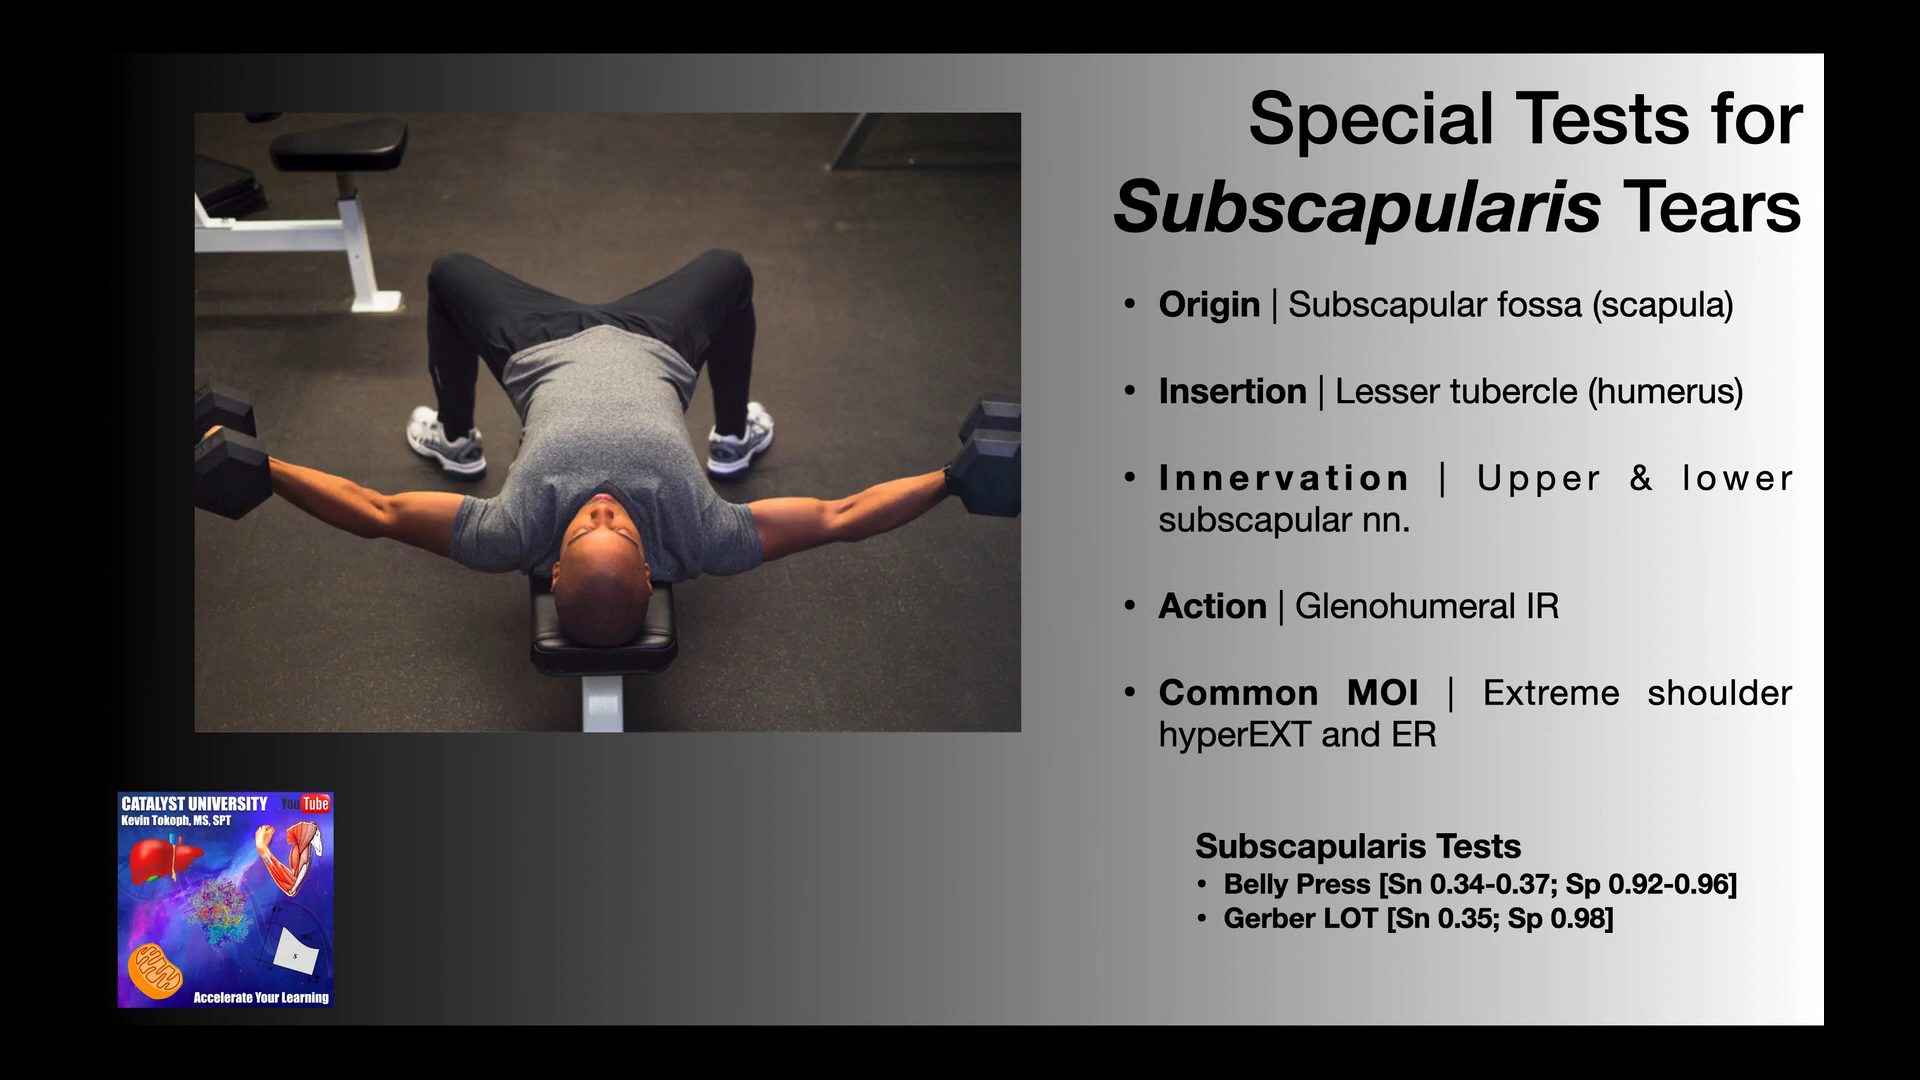 Special Tests for
Subscapularis Tears
• Origin | Subscapular fossa (scapula)
• Insertion | Lesser tubercle (humerus)
• Innervation | Upper & lower
subscapular nn.
• Action | Glenohumeral IR
• Common MOI | Extreme shoulder
hyperEXT and ER
Subscapularis Tests
• Belly Press [Sn 0.34-0.37; Sp 0.92-0.96]
• Gerber LOT [Sn 0.35; Sp 0.98]
CATALYST UNIVERSITY YouTube
Kevin Tokoph, MS, SPT
S
Accelerate Your Learning